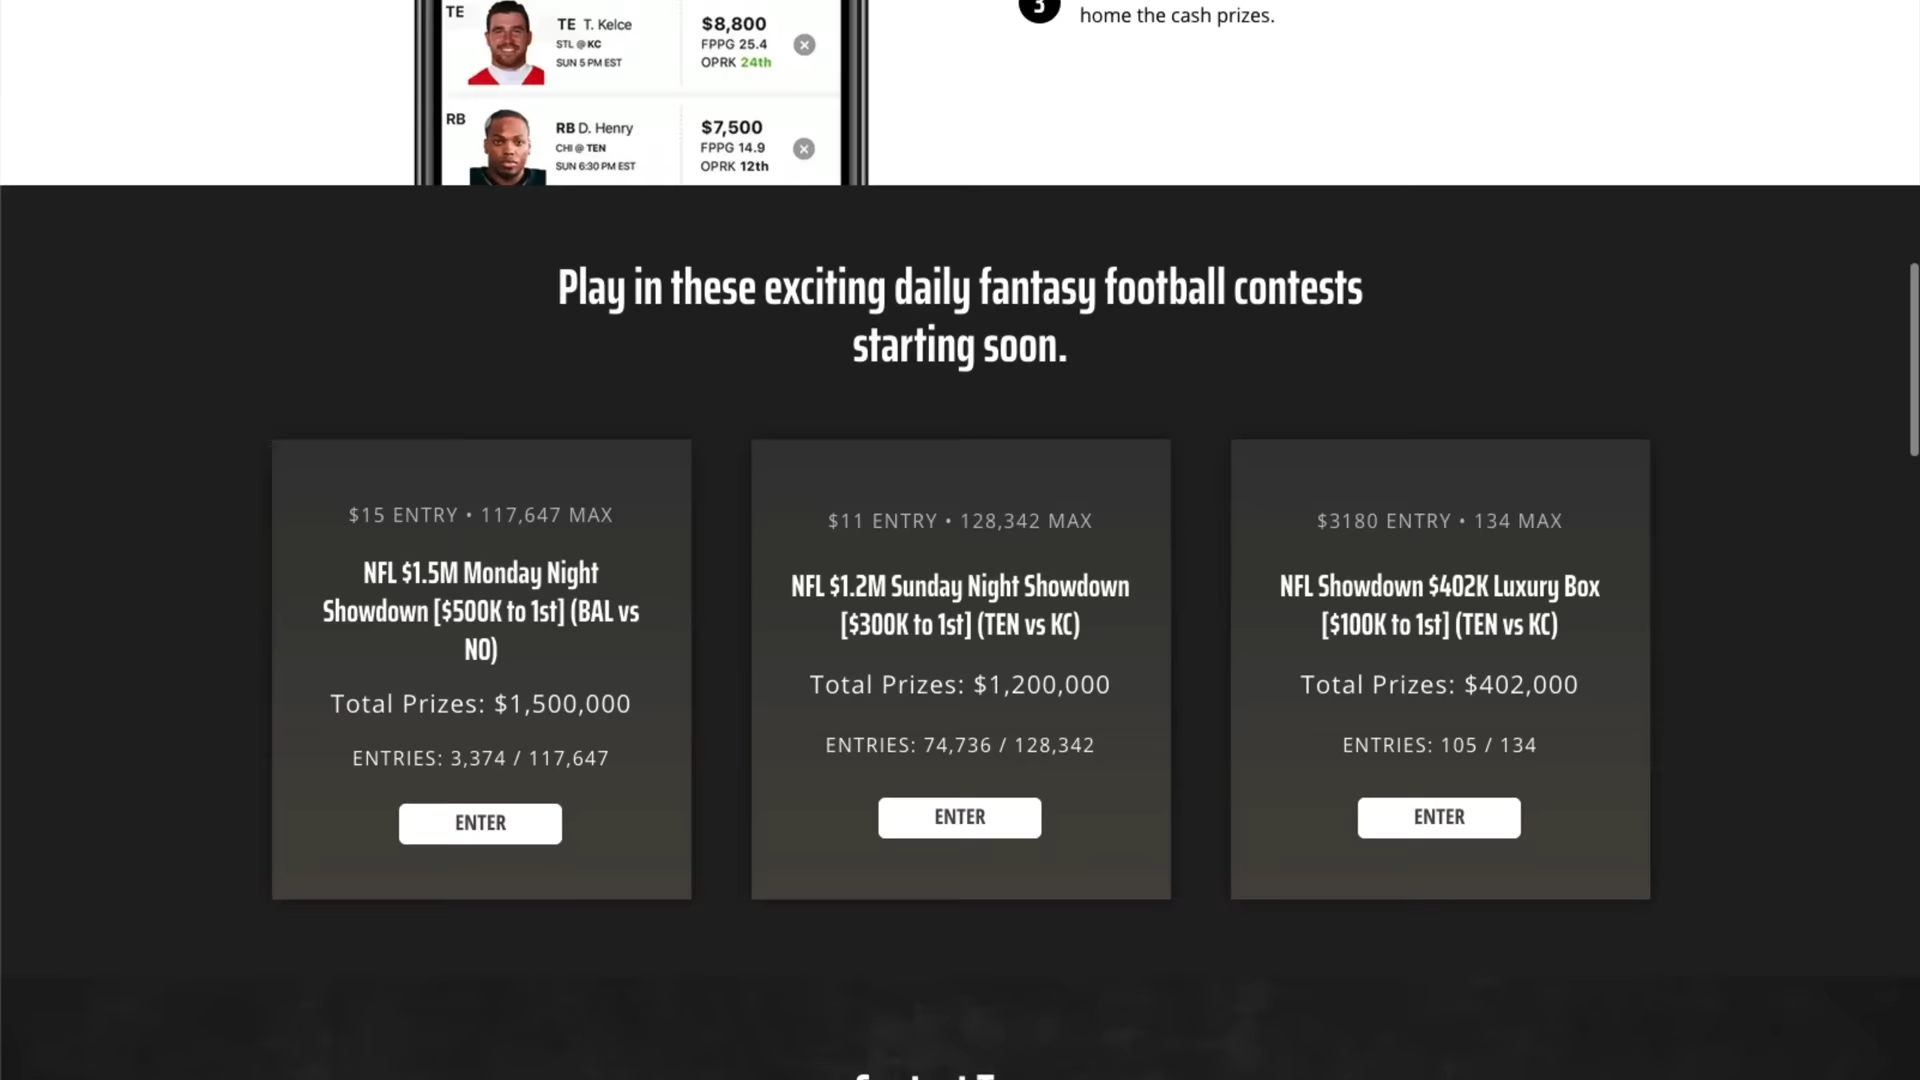 TE
TE T. Kelce
STL @ KC
SUN 5 PM EST
$8,800
FPPG 25.4
OPRK 24th
RB
RB D. Henry
CHI @ TEN
SUN 6:30 PM EST
$7,500
FPPG 14.9
OPRK 12th
3
home the cash prizes.
Play in these exciting daily fantasy football contests
starting soon.
$15 ENTRY • 117,647 MAX
NFL $1.5M Monday Night
Showdown [$500K to 1st] (BAL vs
NO)
Total Prizes: $1,500,000
ENTRIES: 3,374 / 117,647
ENTER
$11 ENTRY • 128,342 MAX
NFL $1.2M Sunday Night Showdown
[$300K to 1st] (TEN vs KC)
Total Prizes: $1,200,000
ENTRIES: 74,736 / 128,342
ENTER
$3180 ENTRY • 134 MAX
NFL Showdown $402K Luxury Box
[$100K to 1st] (TEN vs KC)
Total Prizes: $402,000
ENTRIES: 105 / 134
ENTER